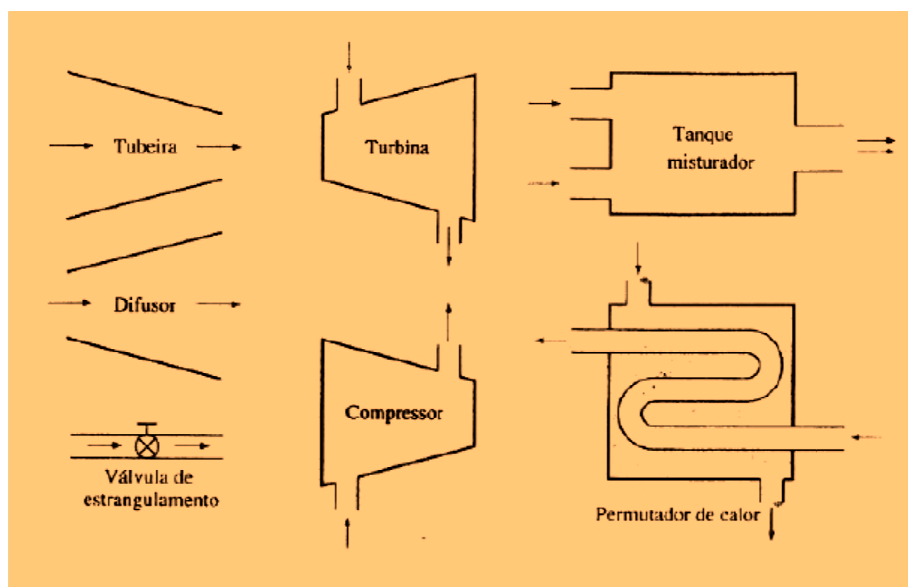 Tubeira
Turbina
Tanque
misturador
Difusor
Compressor
Válvula de
estrangulamento
Permutador de calor